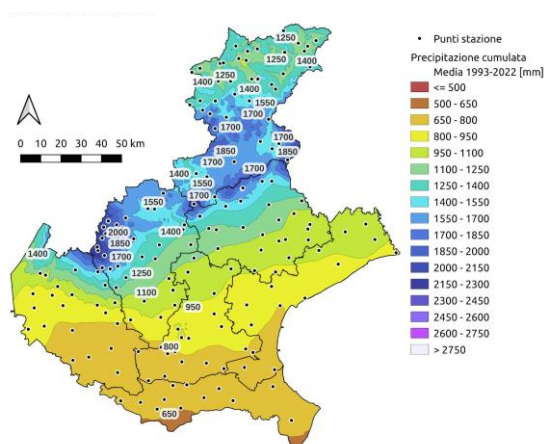 Punti stazione
Precipitazione cumulata
Media 1993-2022 [mm]
<= 500
500 - 650
650 - 800
800 - 950
950 - 1100
1100 - 1250
1250 - 1400
1400 - 1550
1550 - 1700
1700 - 1850
1850 - 2000
2000 - 2150
2150 - 2300
2300 - 2450
2450 - 2600
2600 - 2750
> 2750
0 10 20 30 40 50 km
1250
1250
1400
1250
1400
1400
1550
1700
1700
1850
1850
1700
1400
1700
1550
1700
1550
1400
2000
1850
1400
1700
1250
1100
950
800
650